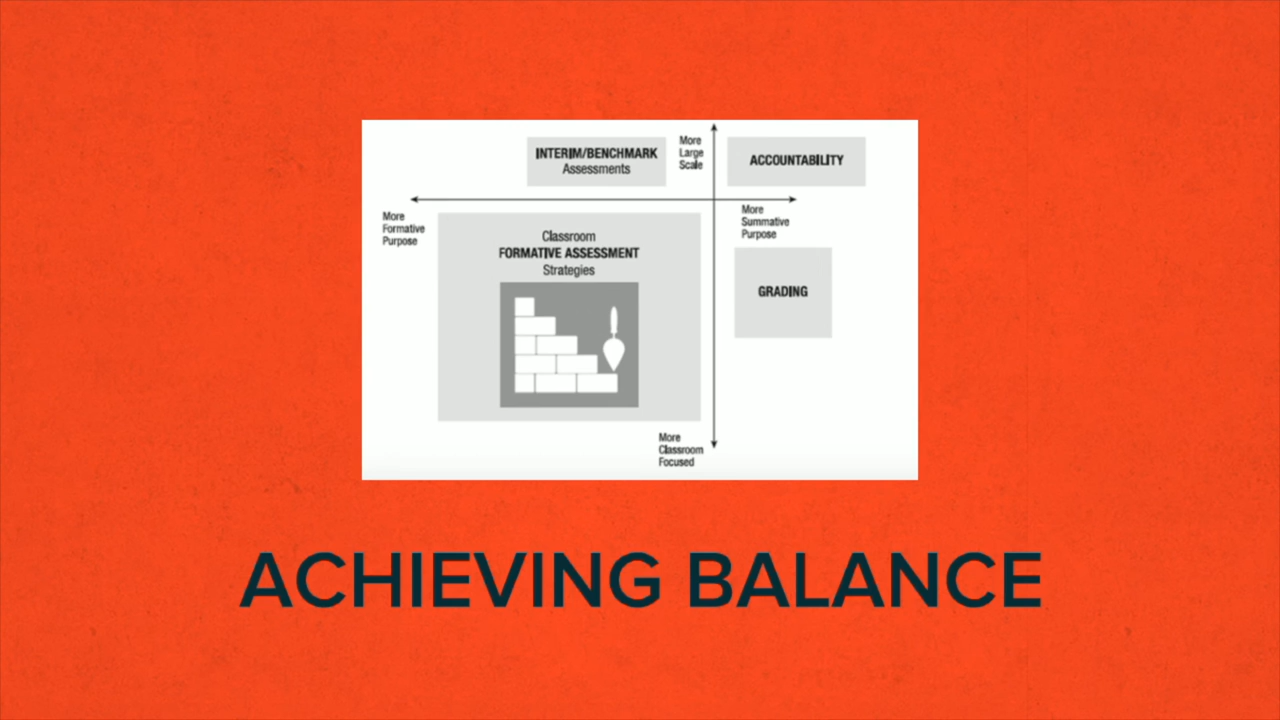 INTERIM/BENCHMARK
Assessments
More
Large
Scale
ACCOUNTABILITY
More
Formative
Purpose
More
Summative
Purpose
Classroom
FORMATIVE ASSESSMENT
Strategies
GRADING
More
Classroom
Focused
ACHIEVING BALANCE